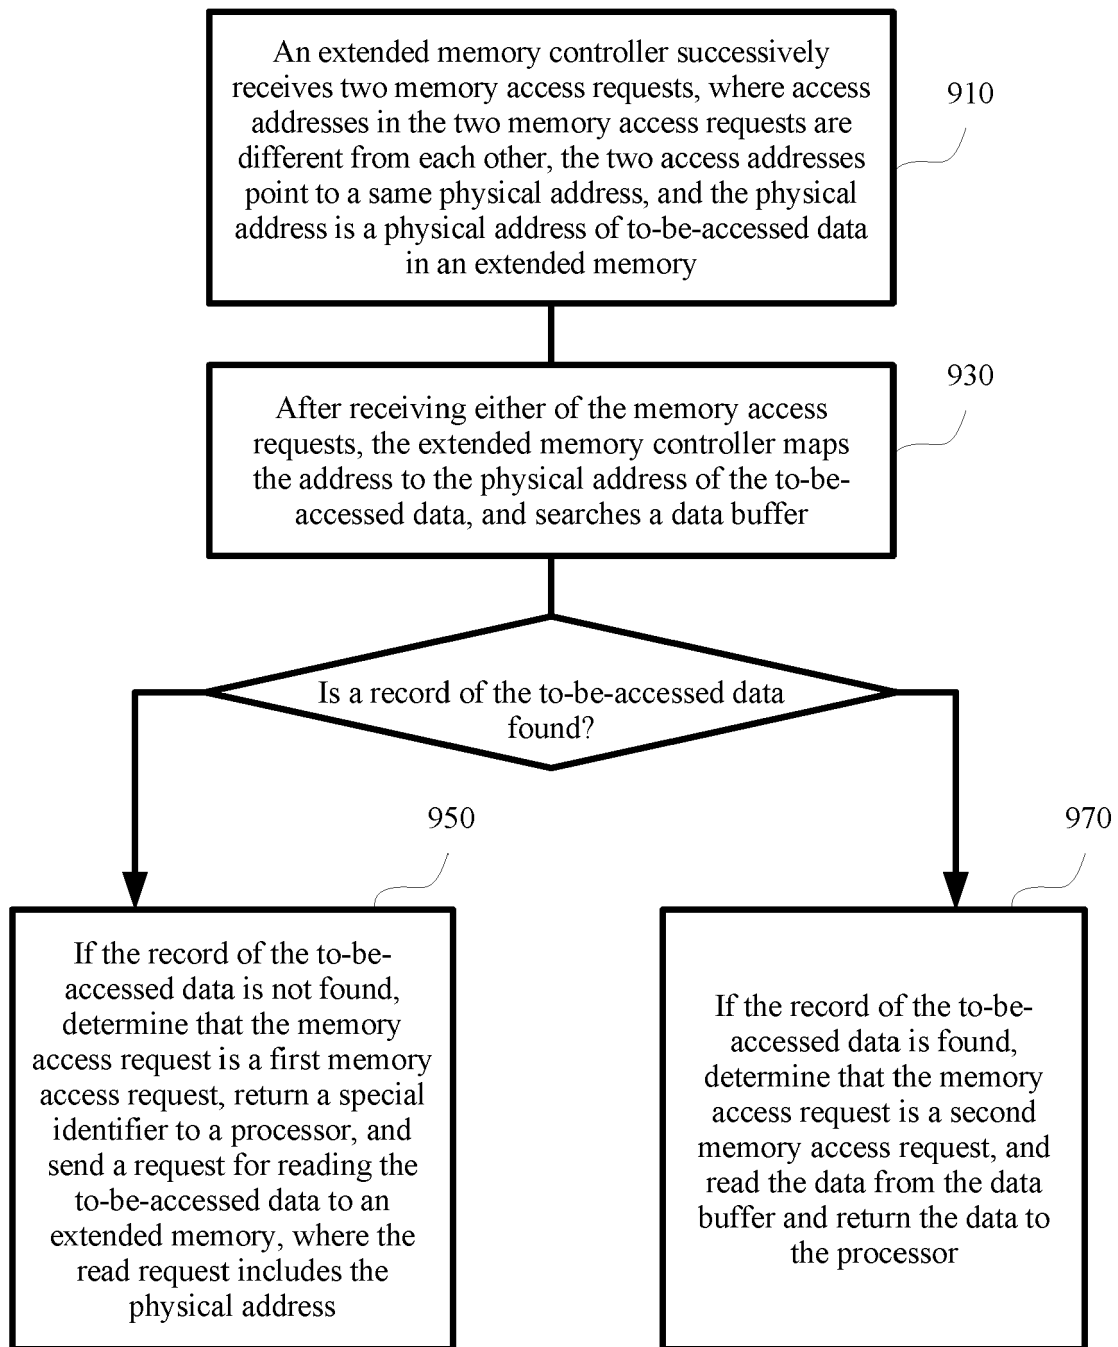 An extended memory controller successively
receives two memory access requests, where access
addresses in the two memory access requests are
different from each other, the two access addresses
point to a same physical address, and the physical
address is a physical address of to-be-accessed data
in an extended memory
910
After receiving either of the memory access
requests, the extended memory controller maps
the address to the physical address of the to-be-
accessed data, and searches a data buffer
930
Is a record of the to-be-accessed data
found?
950
If the record of the to-be-
accessed data is not found,
determine that the memory
access request is a first memory
access request, return a special
identifier to a processor, and
send a request for reading the
to-be-accessed data to an
extended memory, where the
read request includes the
physical address
970
If the record of the to-be-
accessed data is found,
determine that the memory
access request is a second
memory access request, and
read the data from the data
buffer and return the data to
the processor